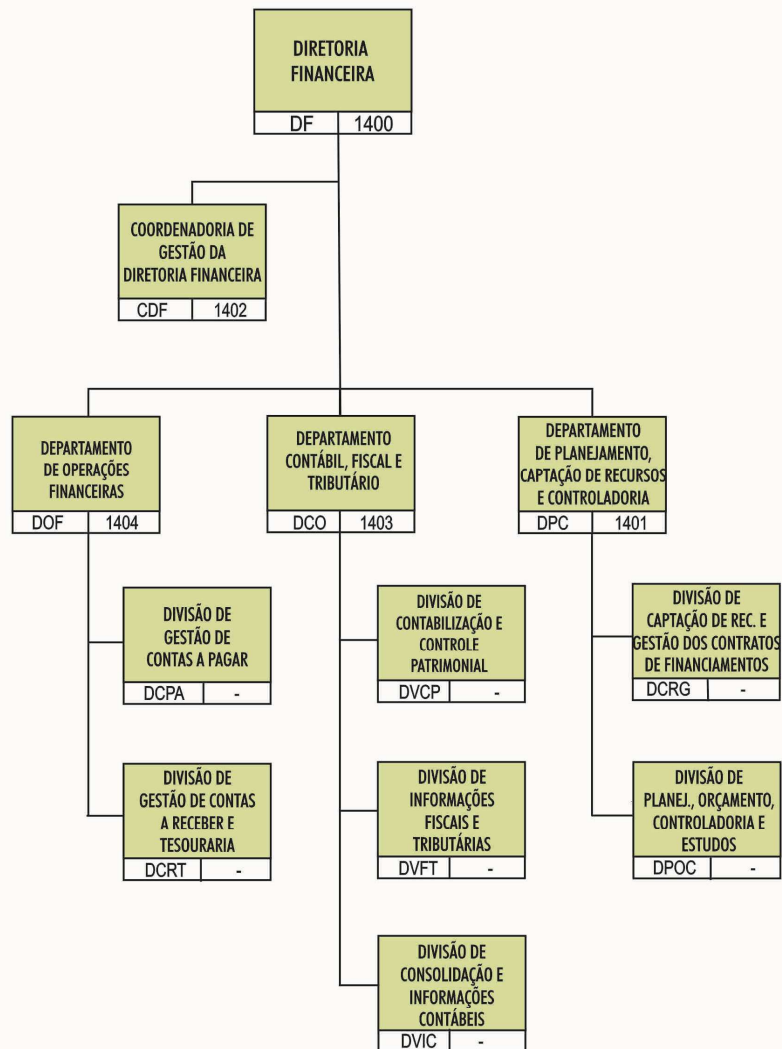 DIRETORIA
FINANCEIRA
DF 1400
COORDENADORIA DE
GESTÃO DA
DIRETORIA FINANCEIRA
CDF 1402
DEPARTAMENTO
DE OPERAÇÕES
FINANCEIRAS
DOF 1404
DEPARTAMENTO
CONTÁBIL, FISCAL E
TRIBUTÁRIO
DCO 1403
DEPARTAMENTO
DE PLANEJAMENTO,
CAPTAÇÃO DE RECURSOS
E CONTROLADORIA
DPC 1401
DIVISÃO DE
GESTÃO DE
CONTAS A PAGAR
DCPA -
DIVISÃO DE
CONTABILIZAÇÃO E
CONTROLE
PATRIMONIAL
DVCP -
DIVISÃO DE
CAPTAÇÃO DE REC. E
GESTÃO DOS CONTRATOS
DE FINANCIAMENTOS
DCRG -
DIVISÃO DE
GESTÃO DE CONTAS
A RECEBER E
TESOURARIA
DCRT -
DIVISÃO DE
INFORMAÇÕES
FISCAIS E
TRIBUTÁRIAS
DVFT -
DIVISÃO DE
PLANEJ., ORÇAMENTO,
CONTROLADORIA E
ESTUDOS
DPOC -
DIVISÃO DE
CONSOLIDAÇÃO E
INFORMAÇÕES
CONTÁBEIS
DVIC -